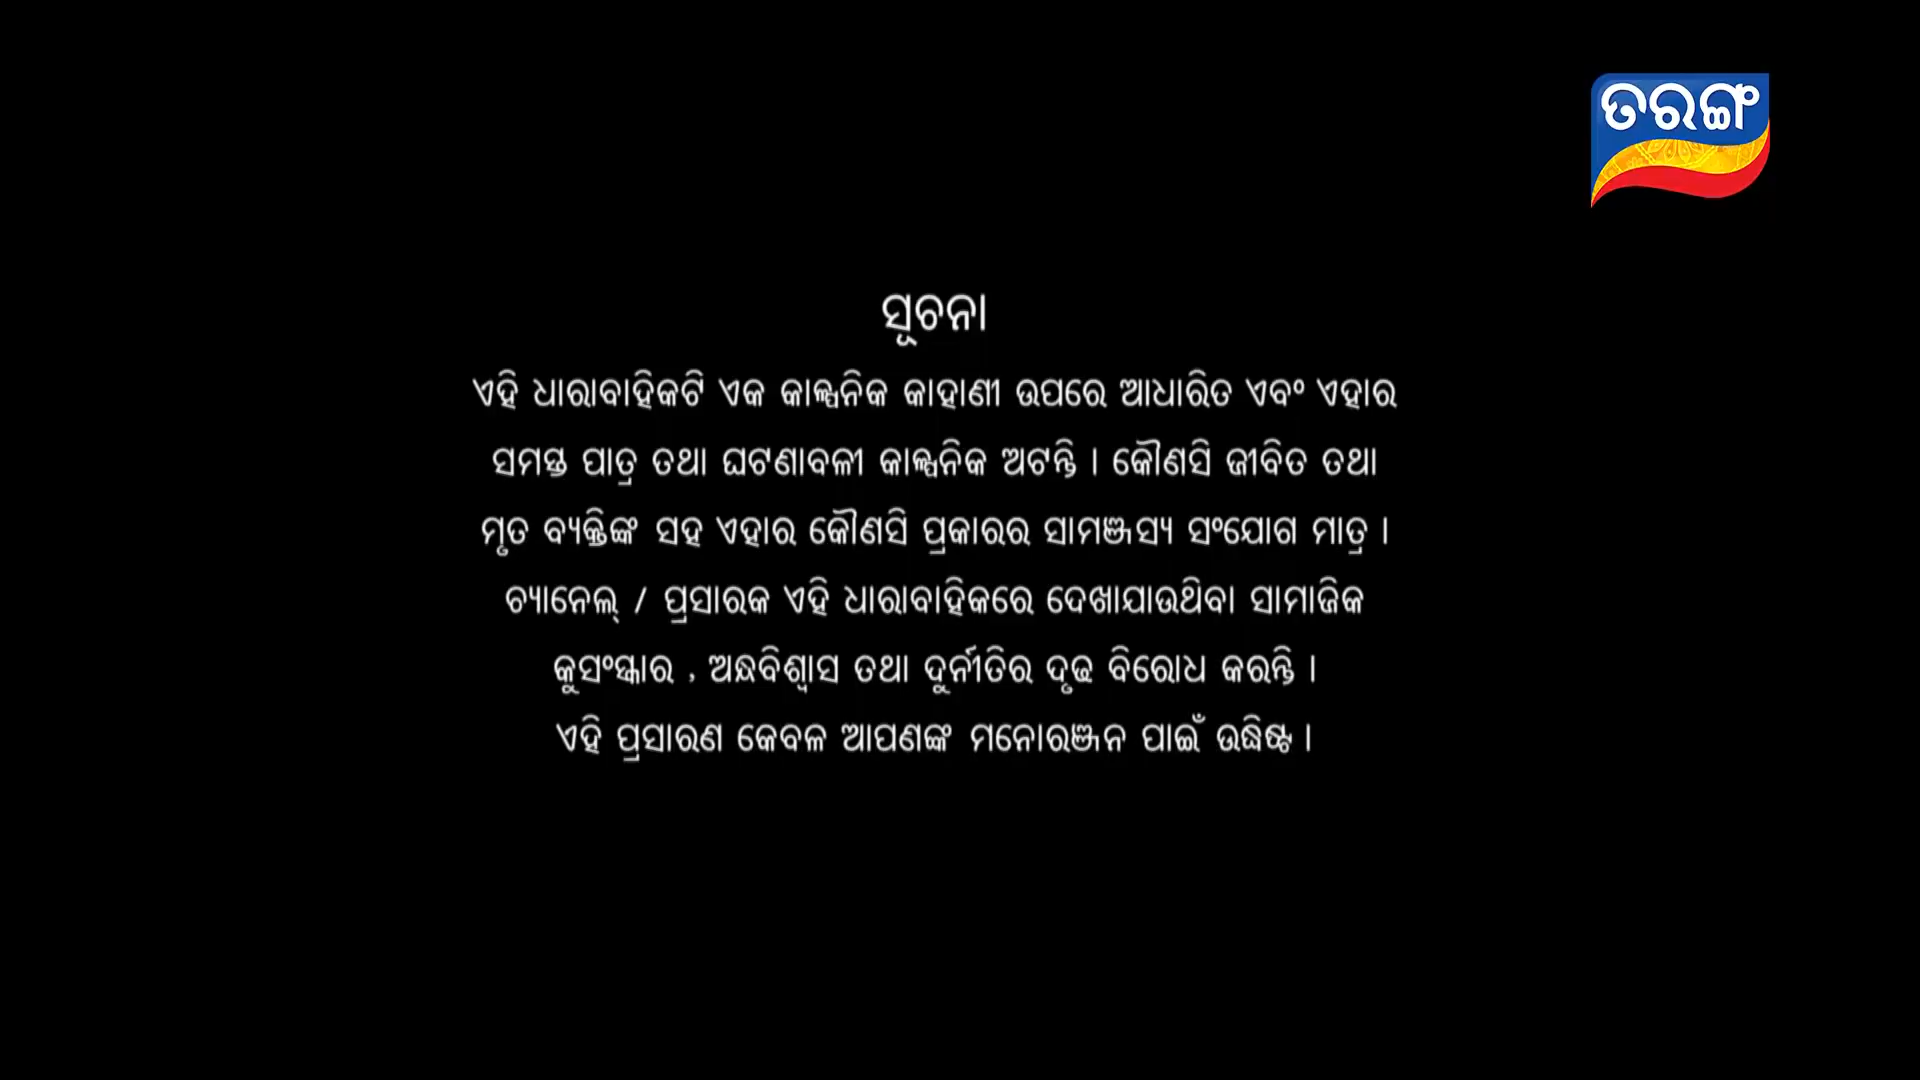 ତରଙ୍ଗ
ସୂଚନା
ଏହି ଧାରାବାହିକଟି ଏକ କାଳ୍ପନିକ କାହାଣୀ ଉପରେ ଆଧାରିତ ଏବଂ ଏହାର
ସମସ୍ତ ପାତ୍ର ତଥା ଘଟଣାବଳୀ କାଳ୍ପନିକ ଅଟନ୍ତି । କୌଣସି ଜୀବିତ ତଥା
ମୃତ ବ୍ୟକ୍ତିଙ୍କ ସହ ଏହାର କୌଣସି ପ୍ରକାରର ସାମଞ୍ଜସ୍ୟ ସଂଯୋଗ ମାତ୍ର ।
ଚ୍ୟାନେଲ୍ / ପ୍ରସାରକ ଏହି ଧାରାବାହିକରେ ଦେଖାଯାଉଥିବା ସାମାଜିକ
କୁସଂସ୍କାର , ଅନ୍ଧବିଶ୍ୱାସ ତଥା ଦୁର୍ନୀତିର ଦୃଢ ବିରୋଧ କରନ୍ତି ।
ଏହି ପ୍ରସାରଣ କେବଳ ଆପଣଙ୍କ ମନୋରଞ୍ଜନ ପାଇଁ ଉଦ୍ଧିଷ୍ଟ ।